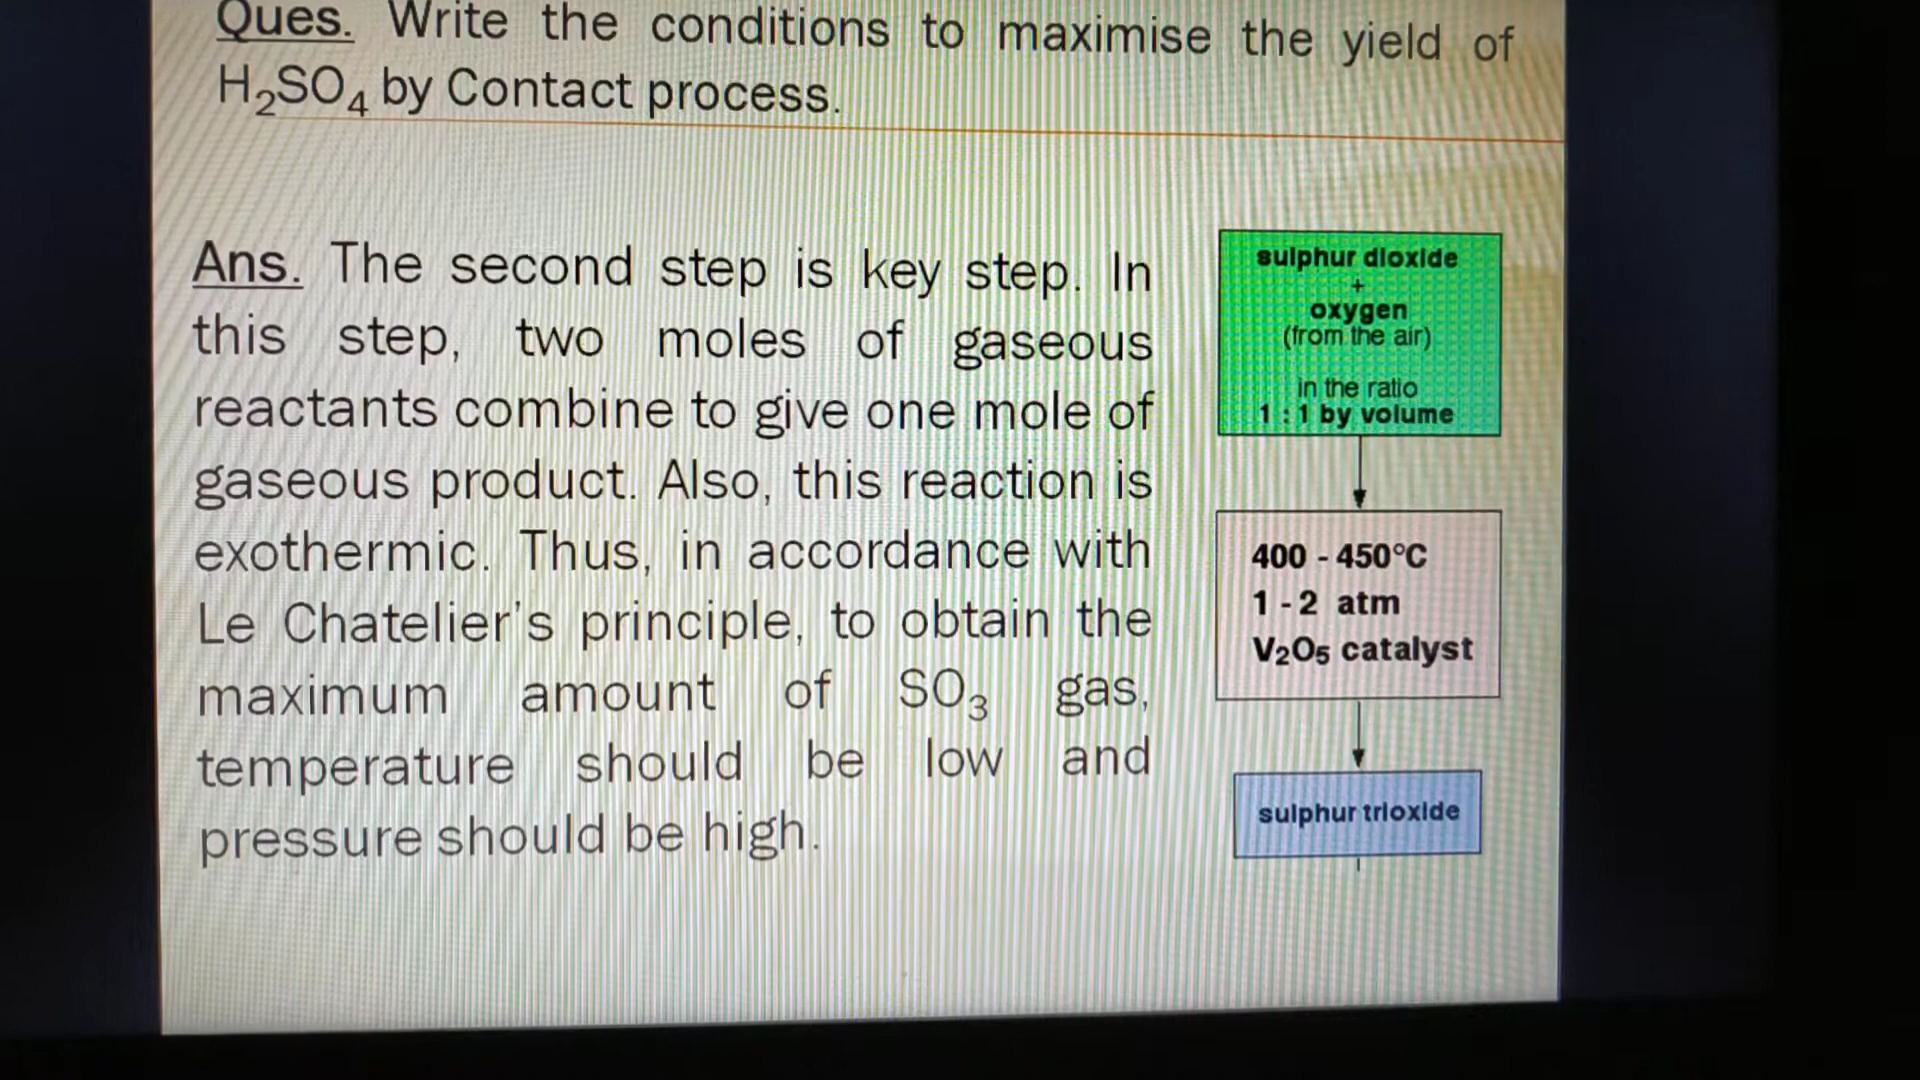 Ques. Write the conditions to maximise the yield of
H₂SO₄ by Contact process.
Ans. The second step is key step. In
this step, two moles of gaseous
reactants combine to give one mole of
gaseous product. Also, this reaction is
exothermic. Thus, in accordance with
Le Chatelier's principle, to obtain the
maximum amount of SO₃ gas,
temperature should be low and
pressure should be high.
sulphur dioxide
+
oxygen
(from the air)
in the ratio
1 : 1 by volume
400 - 450°C
1 - 2 atm
V₂O₅ catalyst
sulphur trioxide